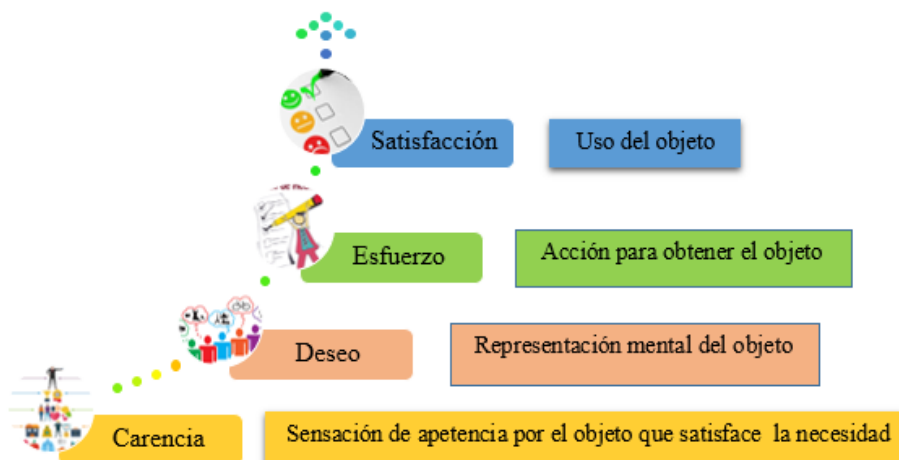 Satisfacción
Uso del objeto
Esfuerzo
Acción para obtener el objeto
Deseo
Representación mental del objeto
Carencia
Sensación de apetencia por el objeto que satisface la necesidad